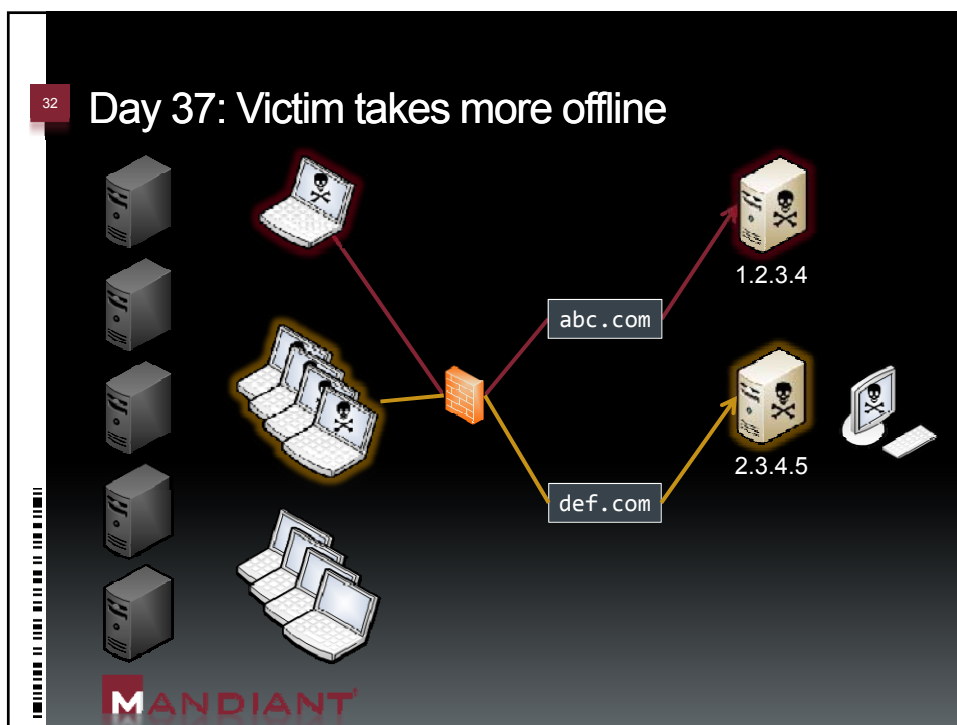 32
Day 37: Victim takes more offline
1.2.3.4
abc.com
2.3.4.5
def.com
MANDIANT